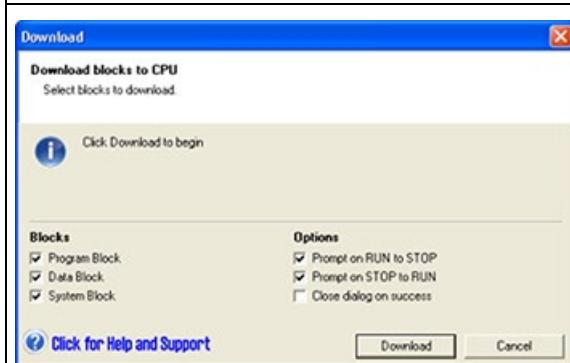 Download
Download blocks to CPU
Select blocks to download.
Click Download to begin
Blocks
Program Block
Data Block
System Block
Options
Prompt on RUN to STOP
Prompt on STOP to RUN
Close dialog on success
Click for Help and Support
Download
Cancel